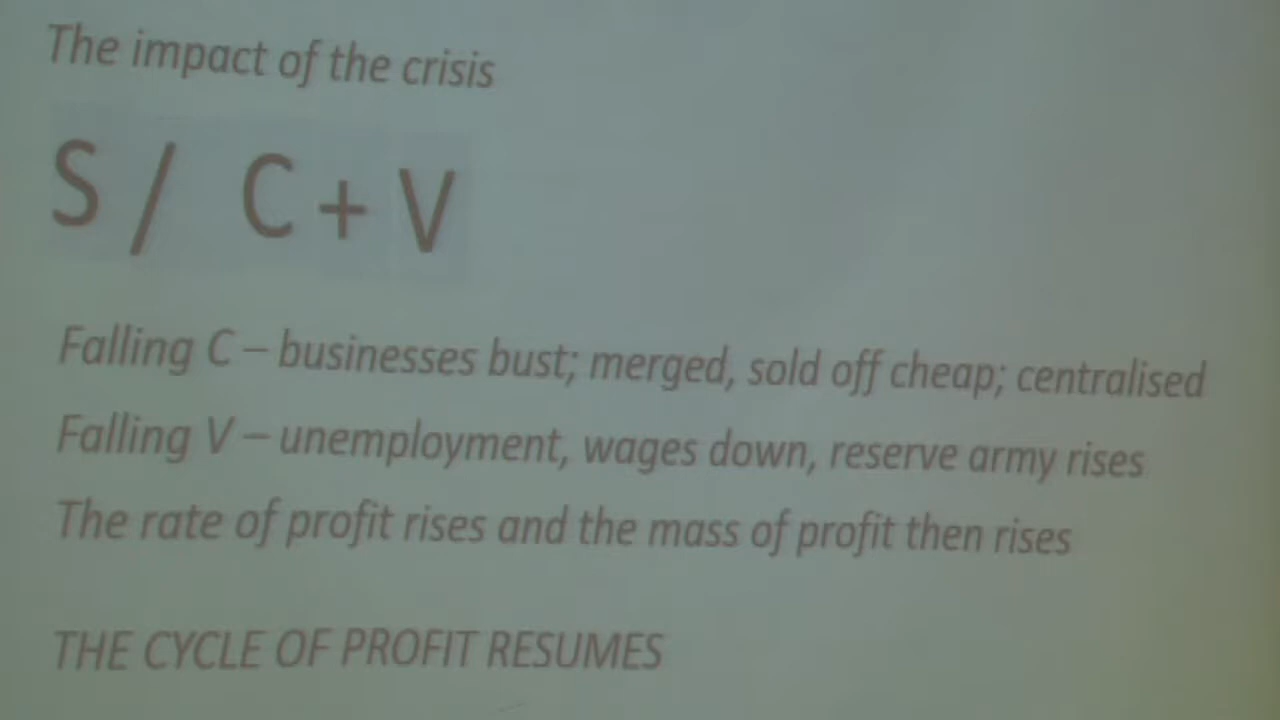 The impact of the crisis
S / C + V
Falling C – businesses bust; merged, sold off cheap; centralised
Falling V – unemployment, wages down, reserve army rises
The rate of profit rises and the mass of profit then rises
THE CYCLE OF PROFIT RESUMES